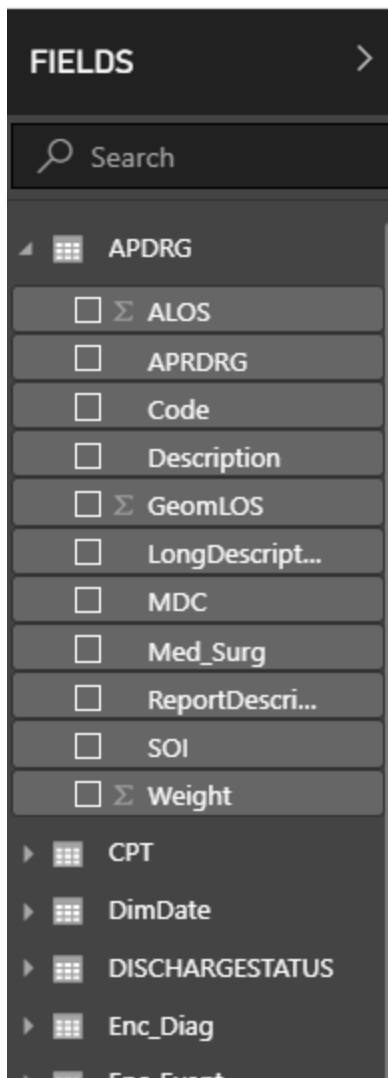 FIELDS
Search
APDRG
Σ ALOS
APRDRG
Code
Description
Σ GeomLOS
LongDescript...
MDC
Med_Surg
ReportDescri...
SOI
Σ Weight
CPT
DimDate
DISCHARGESTATUS
Enc_Diag